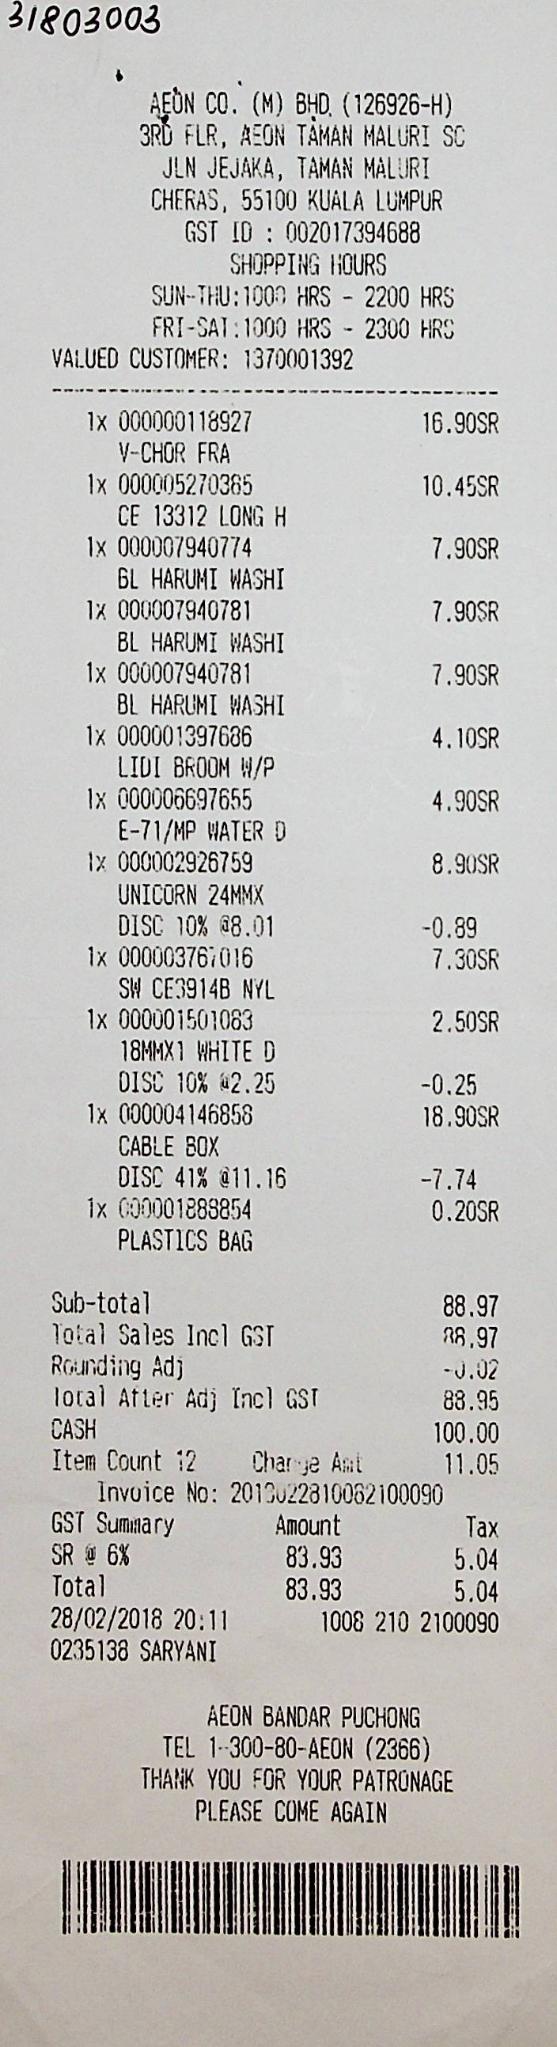 31803003
AEON CO. (M) BHD. (126926-H)
3RD FLR, AEON TAMAN MALURI SC
JLN JEJAKA, TAMAN MALURI
CHERAS, 55100 KUALA LUMPUR
GST ID : 002017394688
SHOPPING HOURS
SUN-THU:1000 HRS - 2200 HRS
FRI-SAT:1000 HRS - 2300 HRS
VALUED CUSTOMER: 1370001392
1x 000000118927 16.90SR
V-CHOR FRA
1x 000005270385 10.45SR
CE 13312 LONG H
1x 000007940774 7.90SR
BL HARUMI WASHI
1x 000007940781 7.90SR
BL HARUMI WASHI
1x 000007940781 7.90SR
BL HARUMI WASHI
1x 000001397686 4.10SR
LIDI BROOM W/P
1x 000006697655 4.90SR
E-71/MP WATER D
1x 000002926759 8.90SR
UNICORN 24MMX
DISC 10% @8.01 -0.89
1x 000003767016 7.30SR
SW CE3914B NYL
1x 000001501083 2.50SR
18MMX1 WHITE D
DISC 10% @2.25 -0.25
1x 000004146858 18.90SR
CABLE BOX
DISC 41% @11.16 -7.74
1x 000001888854 0.20SR
PLASTICS BAG
Sub-total 88.97
Total Sales Incl GST 88.97
Rounding Adj -0.02
Total After Adj Incl GST 88.95
CASH 100.00
Item Count 12 Change Amt 11.05
Invoice No: 2018022810082100090
GST Summary Amount Tax
SR @ 6% 83.93 5.04
Total 83.93 5.04
28/02/2018 20:11 1008 210 2100090
0235138 SARYANI
AEON BANDAR PUCHONG
TEL 1-300-80-AEON (2366)
THANK YOU FOR YOUR PATRONAGE
PLEASE COME AGAIN